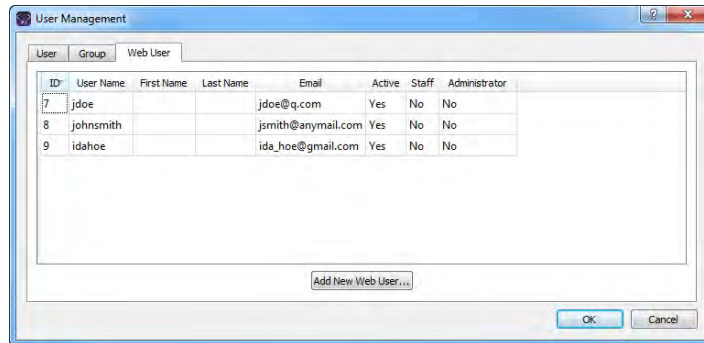 User Management
User Group Web User
ID User Name First Name Last Name Email Active Staff Administrator
7 jdoe jdoe@q.com Yes No No
8 johnsmith jsmith@anymail.com Yes No No
9 idahoe ida_hoe@gmail.com Yes No No
Add New Web User...
OK Cancel